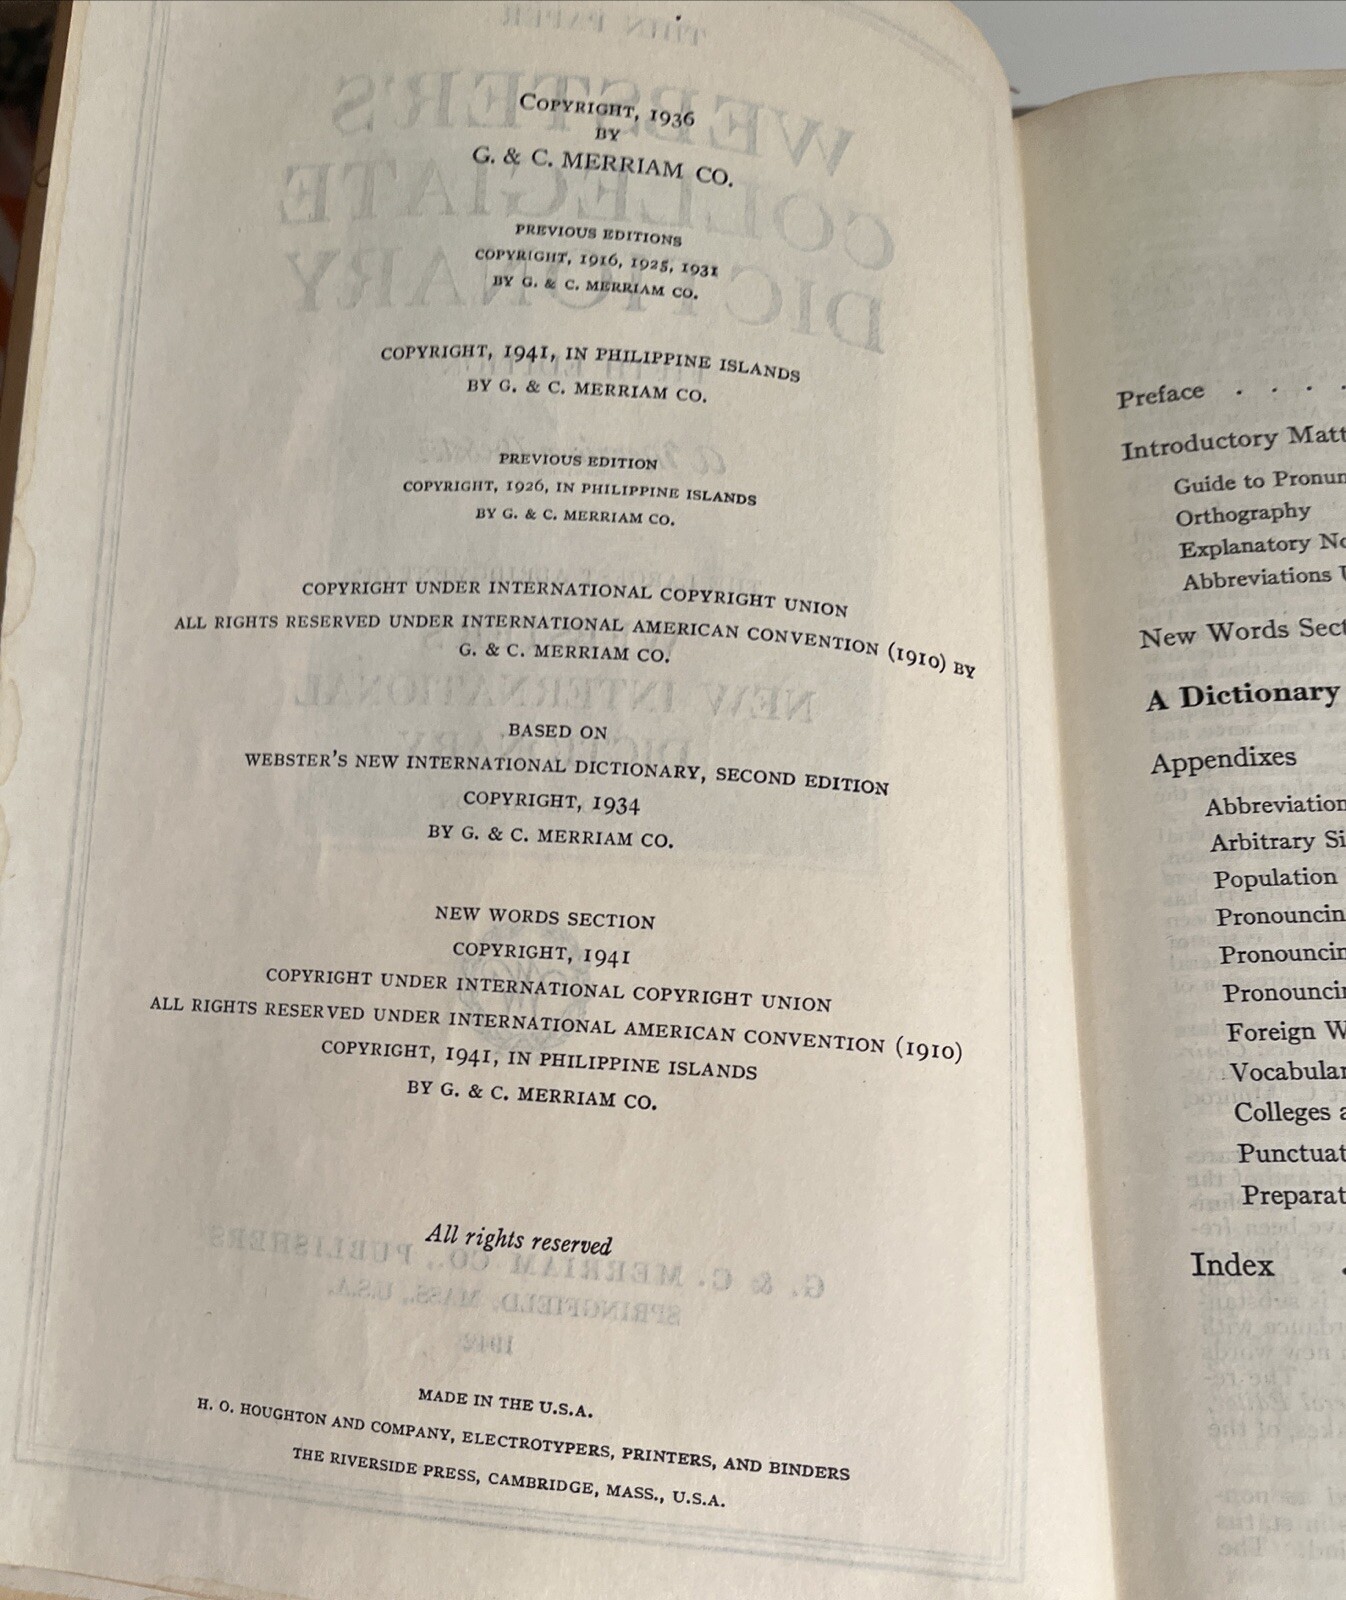 COPYRIGHT, 1936
BY
G. & C. MERRIAM CO.
PREVIOUS EDITIONS
COPYRIGHT, 1916, 1925, 1931
BY G. & C. MERRIAM CO.
COPYRIGHT, 1941, IN PHILIPPINE ISLANDS
BY G. & C. MERRIAM CO.
PREVIOUS EDITION
COPYRIGHT, 1926, IN PHILIPPINE ISLANDS
BY G. & C. MERRIAM CO.
COPYRIGHT UNDER INTERNATIONAL COPYRIGHT UNION
ALL RIGHTS RESERVED UNDER INTERNATIONAL AMERICAN CONVENTION (1910) BY
G. & C. MERRIAM CO.
BASED ON
WEBSTER'S NEW INTERNATIONAL DICTIONARY, SECOND EDITION
COPYRIGHT, 1934
BY G. & C. MERRIAM CO.
NEW WORDS SECTION
COPYRIGHT, 1941
COPYRIGHT UNDER INTERNATIONAL COPYRIGHT UNION
ALL RIGHTS RESERVED UNDER INTERNATIONAL AMERICAN CONVENTION (1910)
COPYRIGHT, 1941, IN PHILIPPINE ISLANDS
BY G. & C. MERRIAM CO.
All rights reserved
MADE IN THE U.S.A.
H. O. HOUGHTON AND COMPANY, ELECTROTYPERS, PRINTERS, AND BINDERS
THE RIVERSIDE PRESS, CAMBRIDGE, MASS., U.S.A.
Preface . . . .
Introductory Matt
Guide to Pronun
Orthography
Explanatory No
Abbreviations U
New Words Sect
A Dictionary
Appendixes
Abbreviation
Arbitrary Si
Population
Pronouncin
Pronouncin
Pronouncin
Foreign W
Vocabular
Colleges a
Punctuat
Preparat
Index .